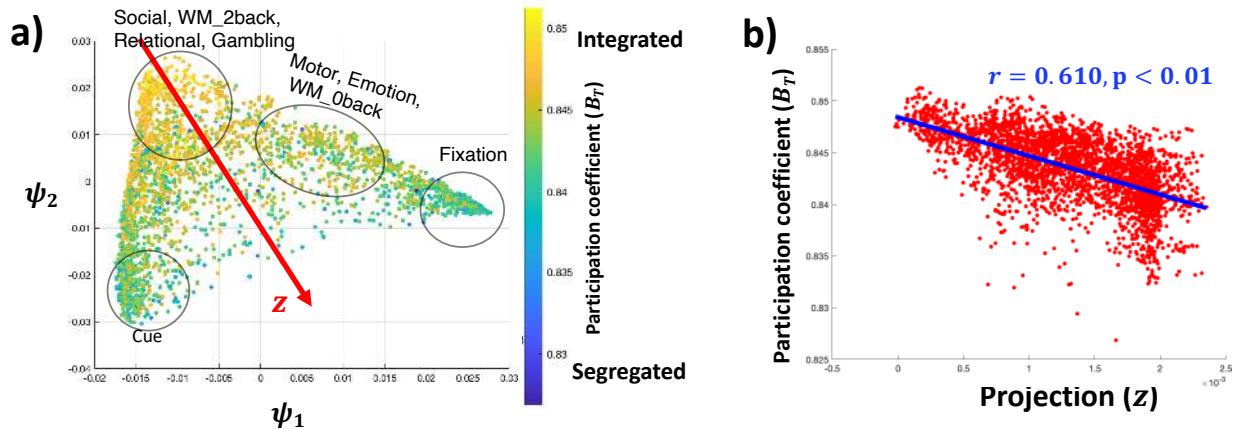 a)
Social, WM_2back
Relational, Gambling
Motor, Emotion,
WM_0back
Fixation
Cue
z
ψ2
0.03
0.02
0.01
0
-0.01
-0.02
-0.03
-0.04
-0.02
-0.015
-0.01
-0.005
0
0.005
0.01
0.015
0.02
0.025
0.03
ψ1
0.85
0.845
0.84
0.835
0.83
Participation coefficient (BT)
Integrated
Segregated
b)
r = 0.610, p < 0.01
Participation coefficient (BT)
0.855
0.85
0.845
0.84
0.835
0.83
0.825
-0.5
0
0.5
1
1.5
2
2.5
×10⁻³
Projection (z)